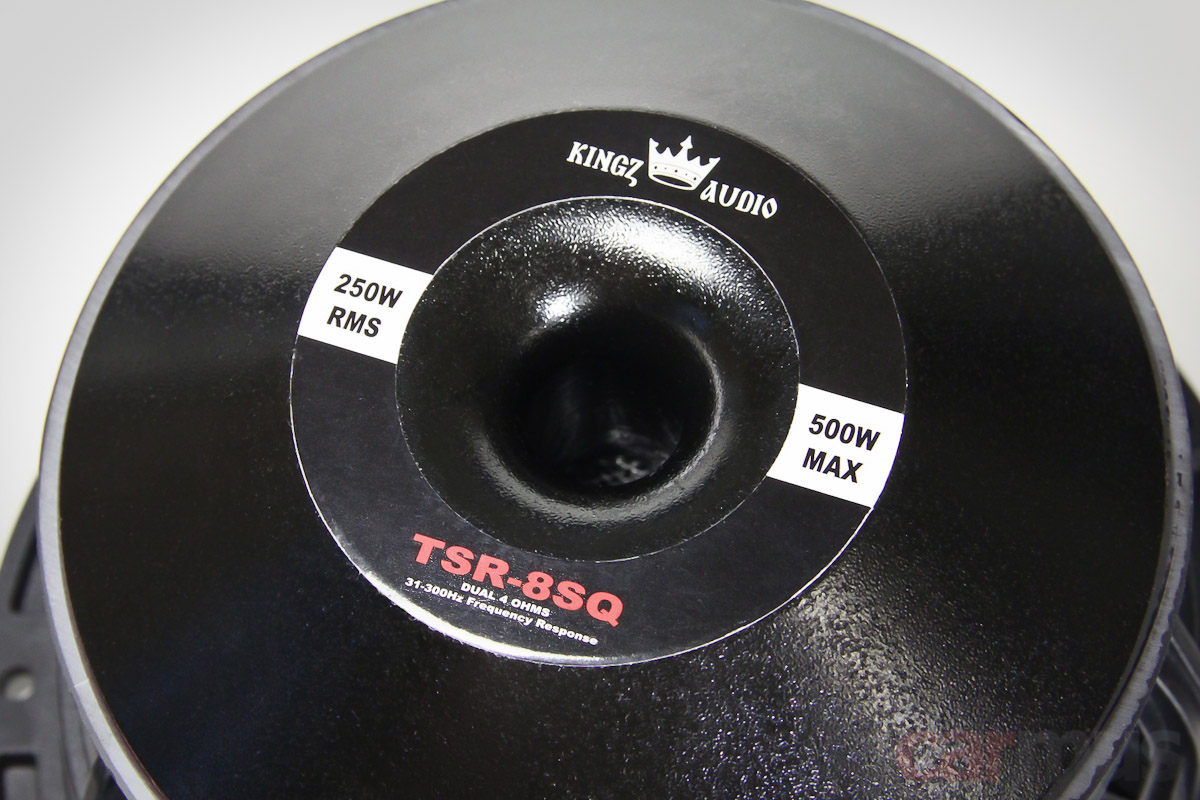 KINGZ AUDIO
250W
RMS
500W
MAX
TSR-8SQ
DUAL 4 OHMS
31-300Hz Frequency Response